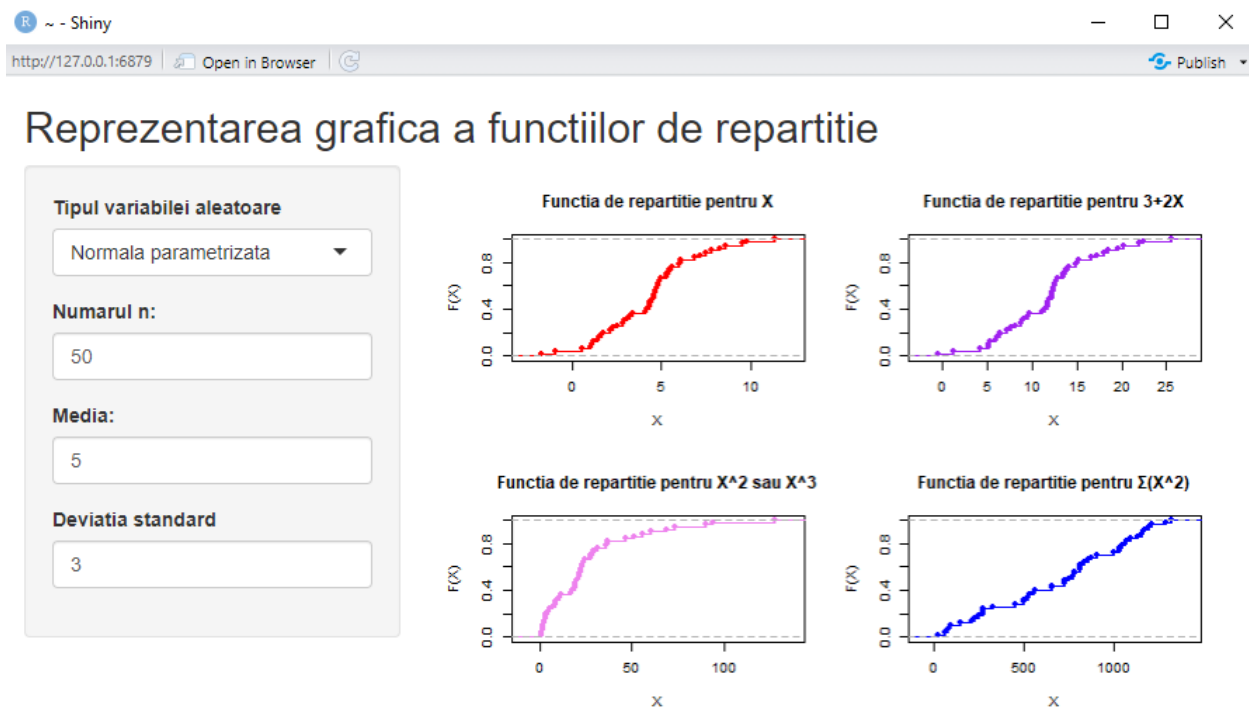 R ~ - Shiny
http://127.0.0.1:6879 Open in Browser Publish
Reprezentarea grafica a functiilor de repartitie
Tipul variabilei aleatoare
Normala parametrizata
Numarul n:
50
Media:
5
Deviatia standard
3
Functia de repartitie pentru X
F(X)
0.0 0.4 0.8
0 5 10
X
Functia de repartitie pentru 3+2X
F(X)
0.0 0.4 0.8
0 5 10 15 20 25
X
Functia de repartitie pentru X^2 sau X^3
F(X)
0.0 0.4 0.8
0 50 100
X
Functia de repartitie pentru Σ(X^2)
F(X)
0.0 0.4 0.8
0 500 1000
X